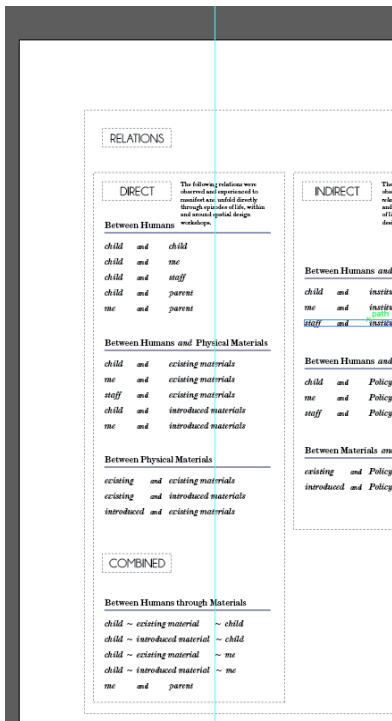 RELATIONS
DIRECT
The following relations were
observed and experienced to
manifest and unfold directly
through episodes of life, within
and around spatial design
workshops.
Between Humans
child and child
child and me
child and staff
child and parent
me and parent
Between Humans and Physical Materials
child and existing materials
me and existing materials
staff and existing materials
child and introduced materials
me and introduced materials
Between Physical Materials
existing and existing materials
existing and introduced materials
introduced and existing materials
COMBINED
Between Humans through Materials
child ~ existing material ~ child
child ~ introduced material ~ child
child ~ existing material ~ me
child ~ introduced material ~ me
me and parent
INDIRECT
The
Between Humans and
child and institu
me and institu
path
staff and institu
Between Humans and
child and Policy
me and Policy
staff and Policy
Between Materials and
existing and Policy
introduced and Policy